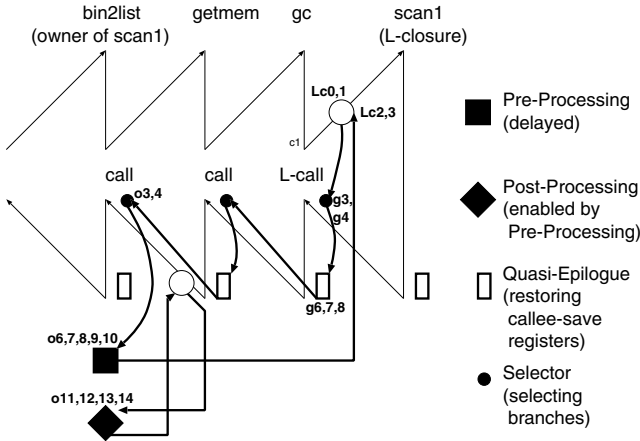 bin2list
(owner of scan1)
getmem
gc
scan1
(L-closure)
Lc0,1
Lc2,3
c1
call
call
L-call
o3,4
g3,
g4
g6,7,8
o6,7,8,9,10
o11,12,13,14
Pre-Processing
(delayed)
Post-Processing
(enabled by
Pre-Processing)
Quasi-Epilogue
(restoring
callee-save
registers)
Selector
(selecting
branches)